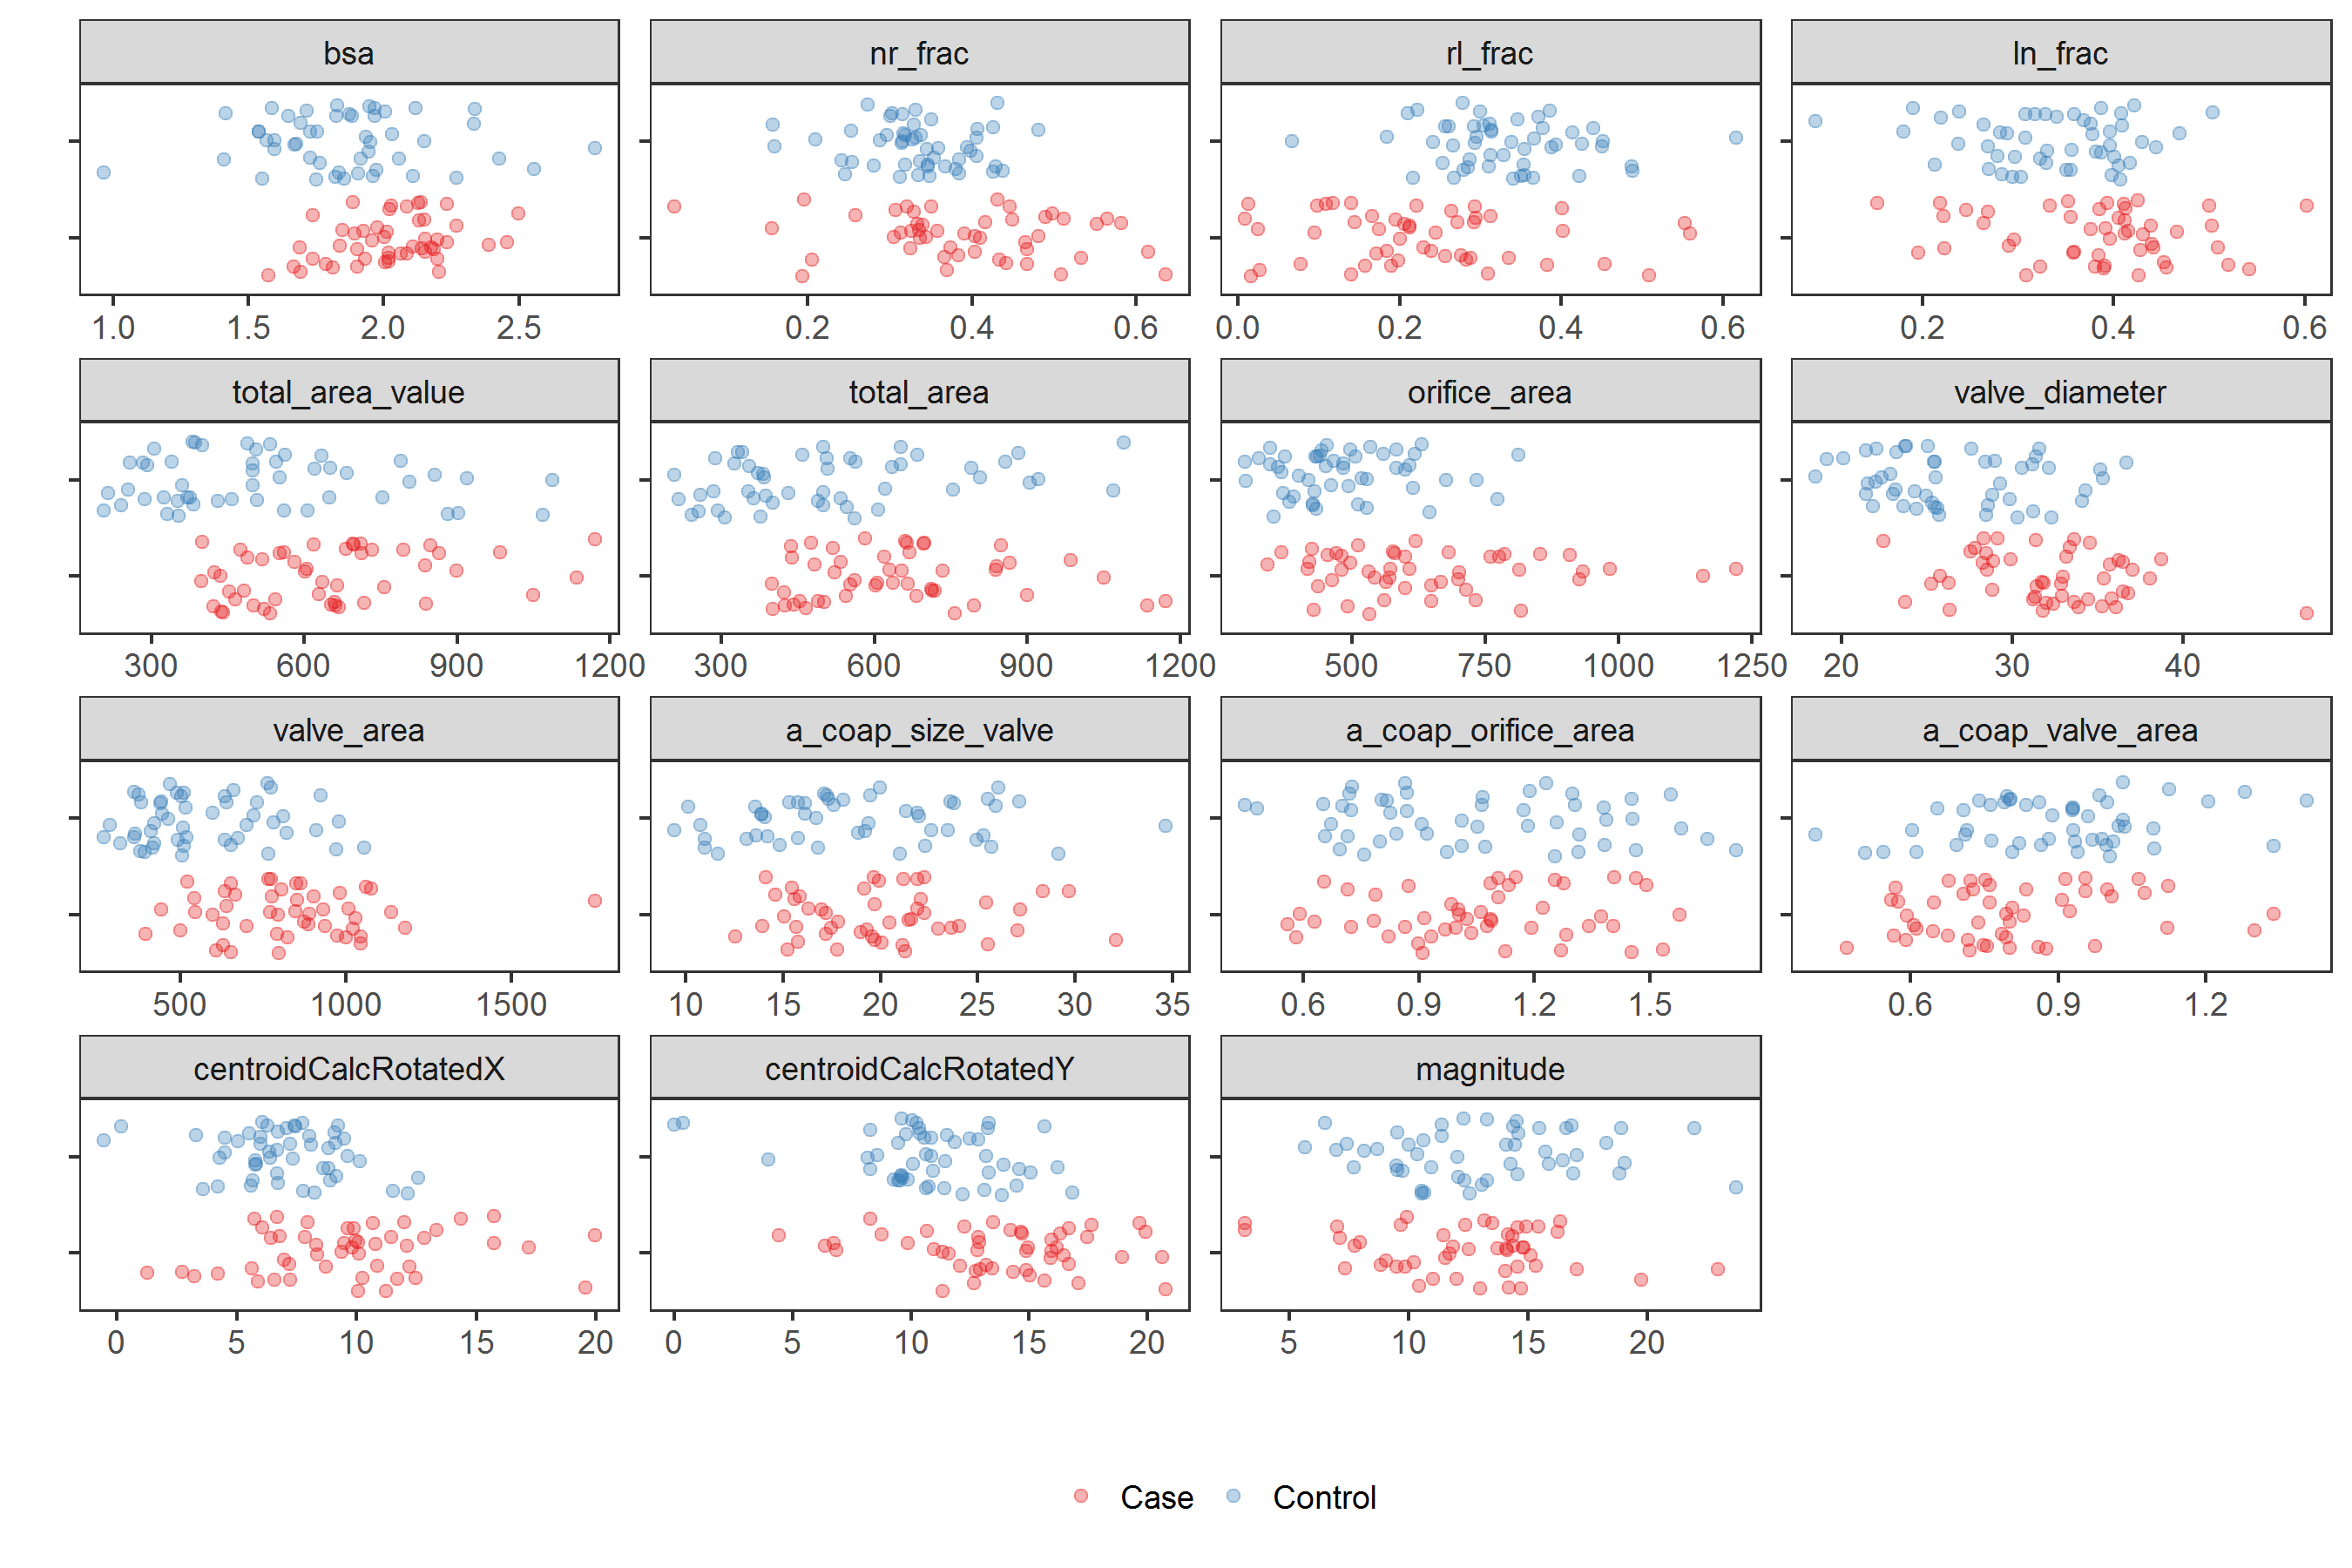 bsa nr_frac rl_frac ln_frac
1.0 1.5 2.0 2.5 0.2 0.4 0.6 0.0 0.2 0.4 0.6 0.2 0.4 0.6
total_area_value total_area orifice_area valve_diameter
300 600 900 1200 300 600 900 1200 500 750 1000 1250 20 30 40
valve_area a_coap_size_valve a_coap_orifice_area a_coap_valve_area
500 1000 1500 10 15 20 25 30 35 0.6 0.9 1.2 1.5 0.6 0.9 1.2
centroidCalcRotatedX centroidCalcRotatedY magnitude
0 5 10 15 20 0 5 10 15 20 5 10 15 20
Case Control